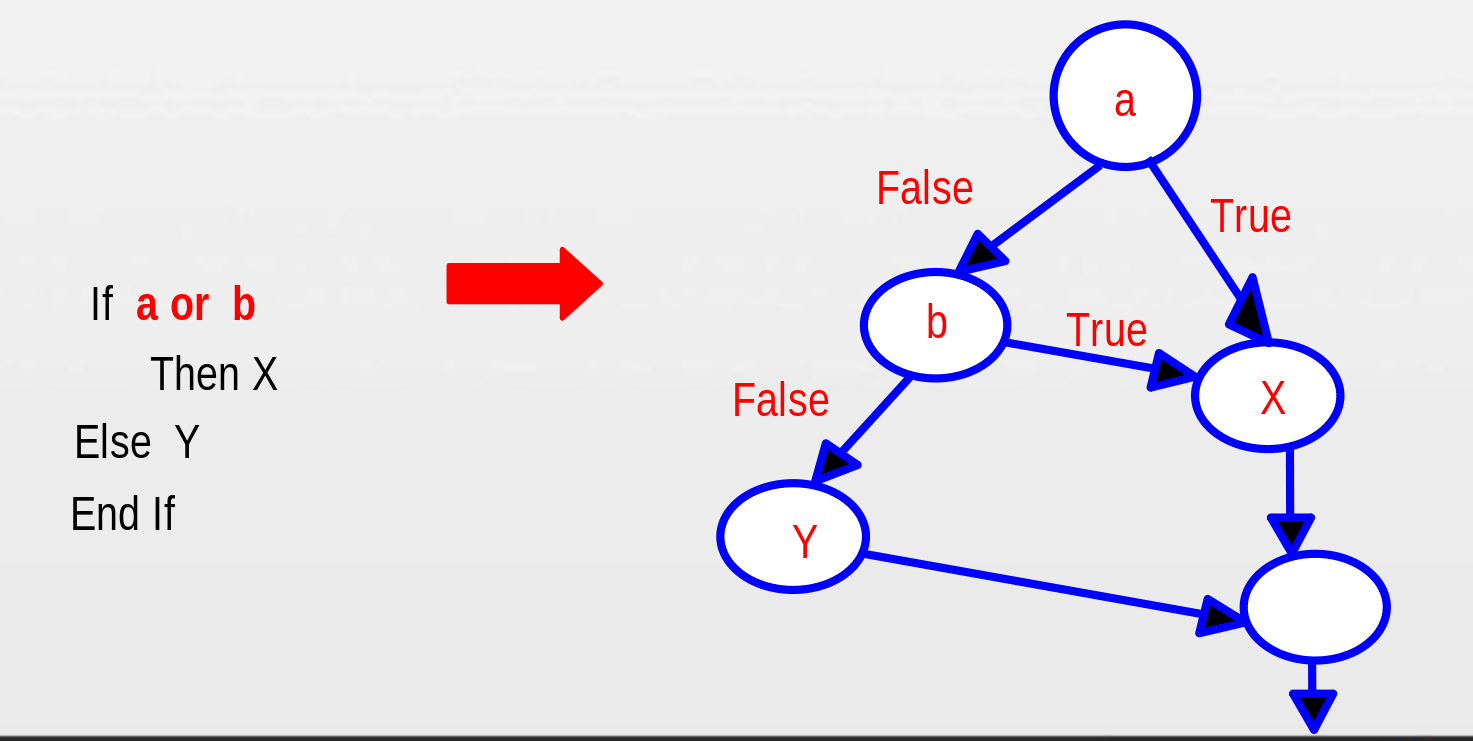 If a or b
Then X
Else Y
End If
a
False
True
b
True
X
False
Y